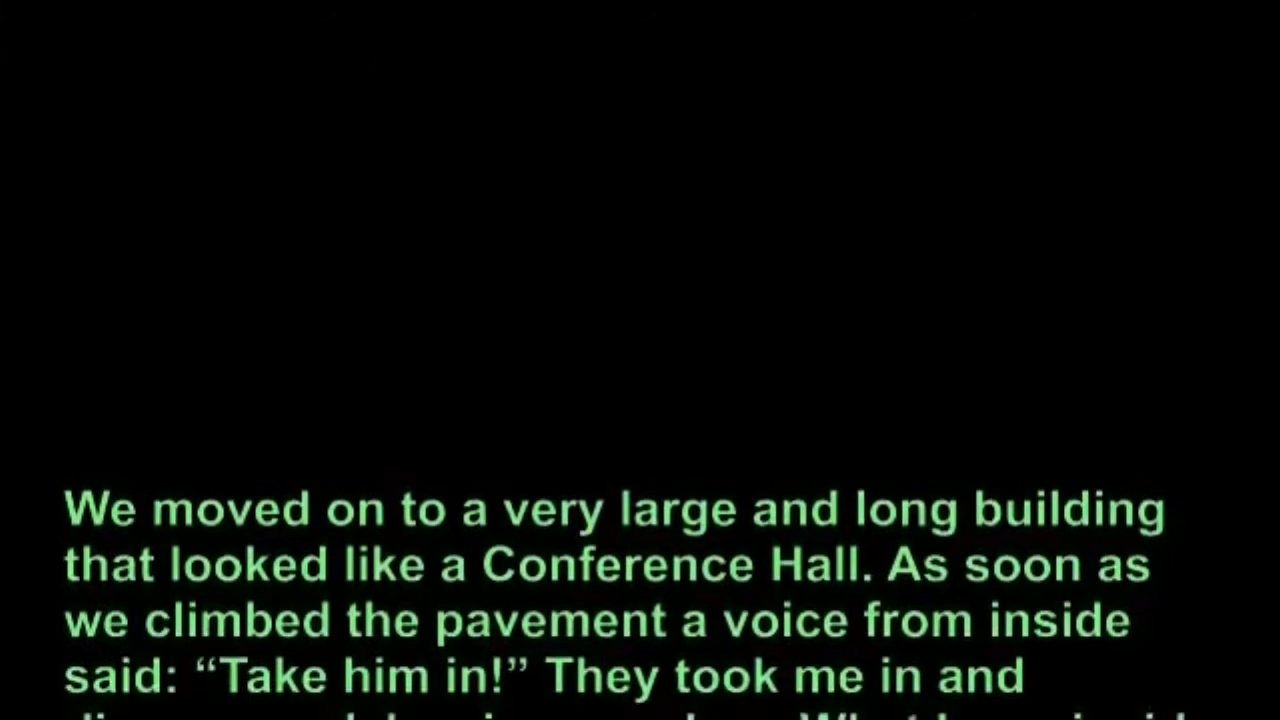 We moved on to a very large and long building
that looked like a Conference Hall. As soon as
we climbed the pavement a voice from inside
said: “Take him in!” They took me in and